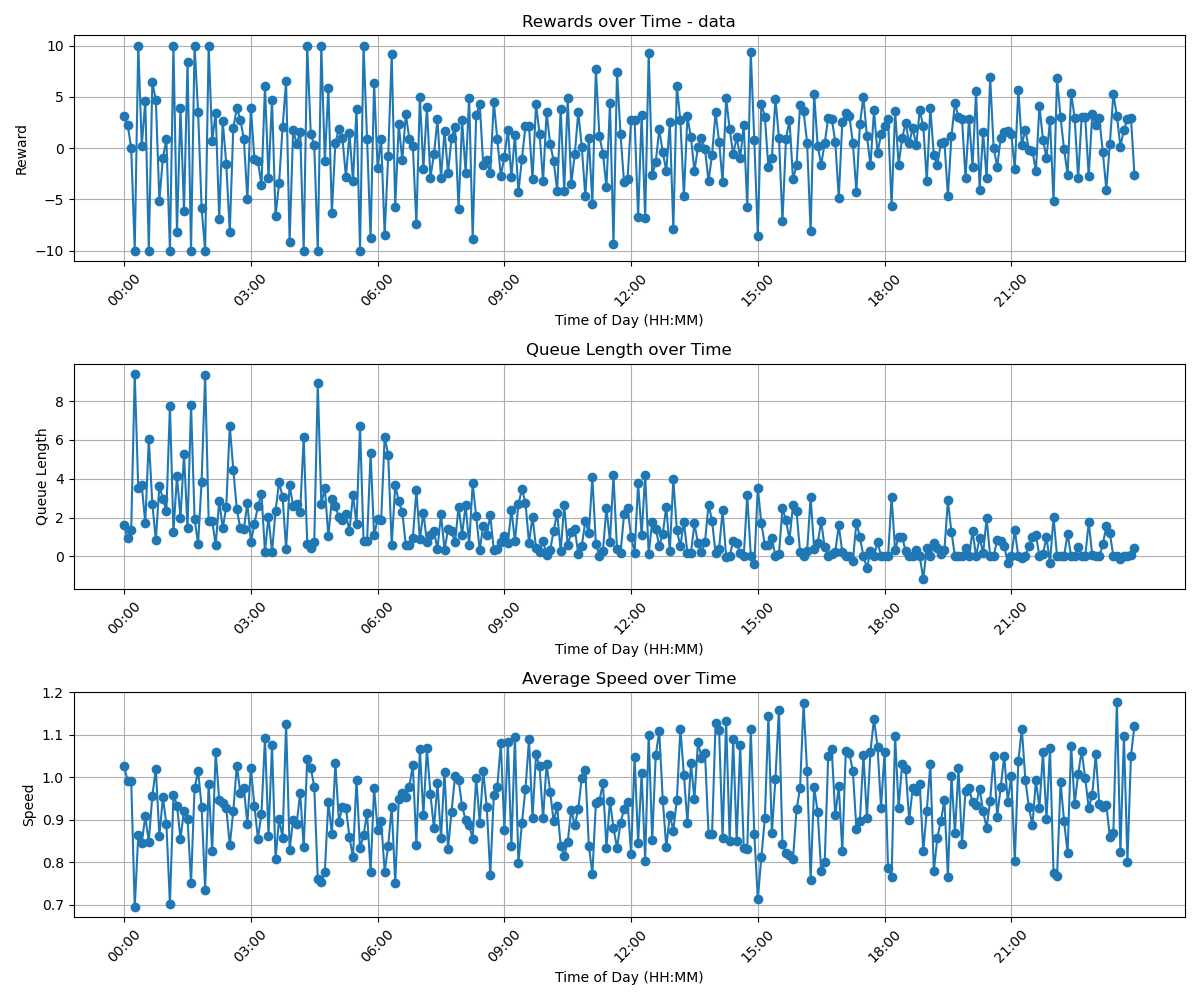 Rewards over Time - data
10
5
0
−5
−10
Reward
00:00 03:00 06:00 09:00 12:00 15:00 18:00 21:00
Time of Day (HH:MM)
Queue Length over Time
8
6
4
2
0
Queue Length
00:00 03:00 06:00 09:00 12:00 15:00 18:00 21:00
Time of Day (HH:MM)
Average Speed over Time
1.2
1.1
1.0
0.9
0.8
0.7
Speed
00:00 03:00 06:00 09:00 12:00 15:00 18:00 21:00
Time of Day (HH:MM)